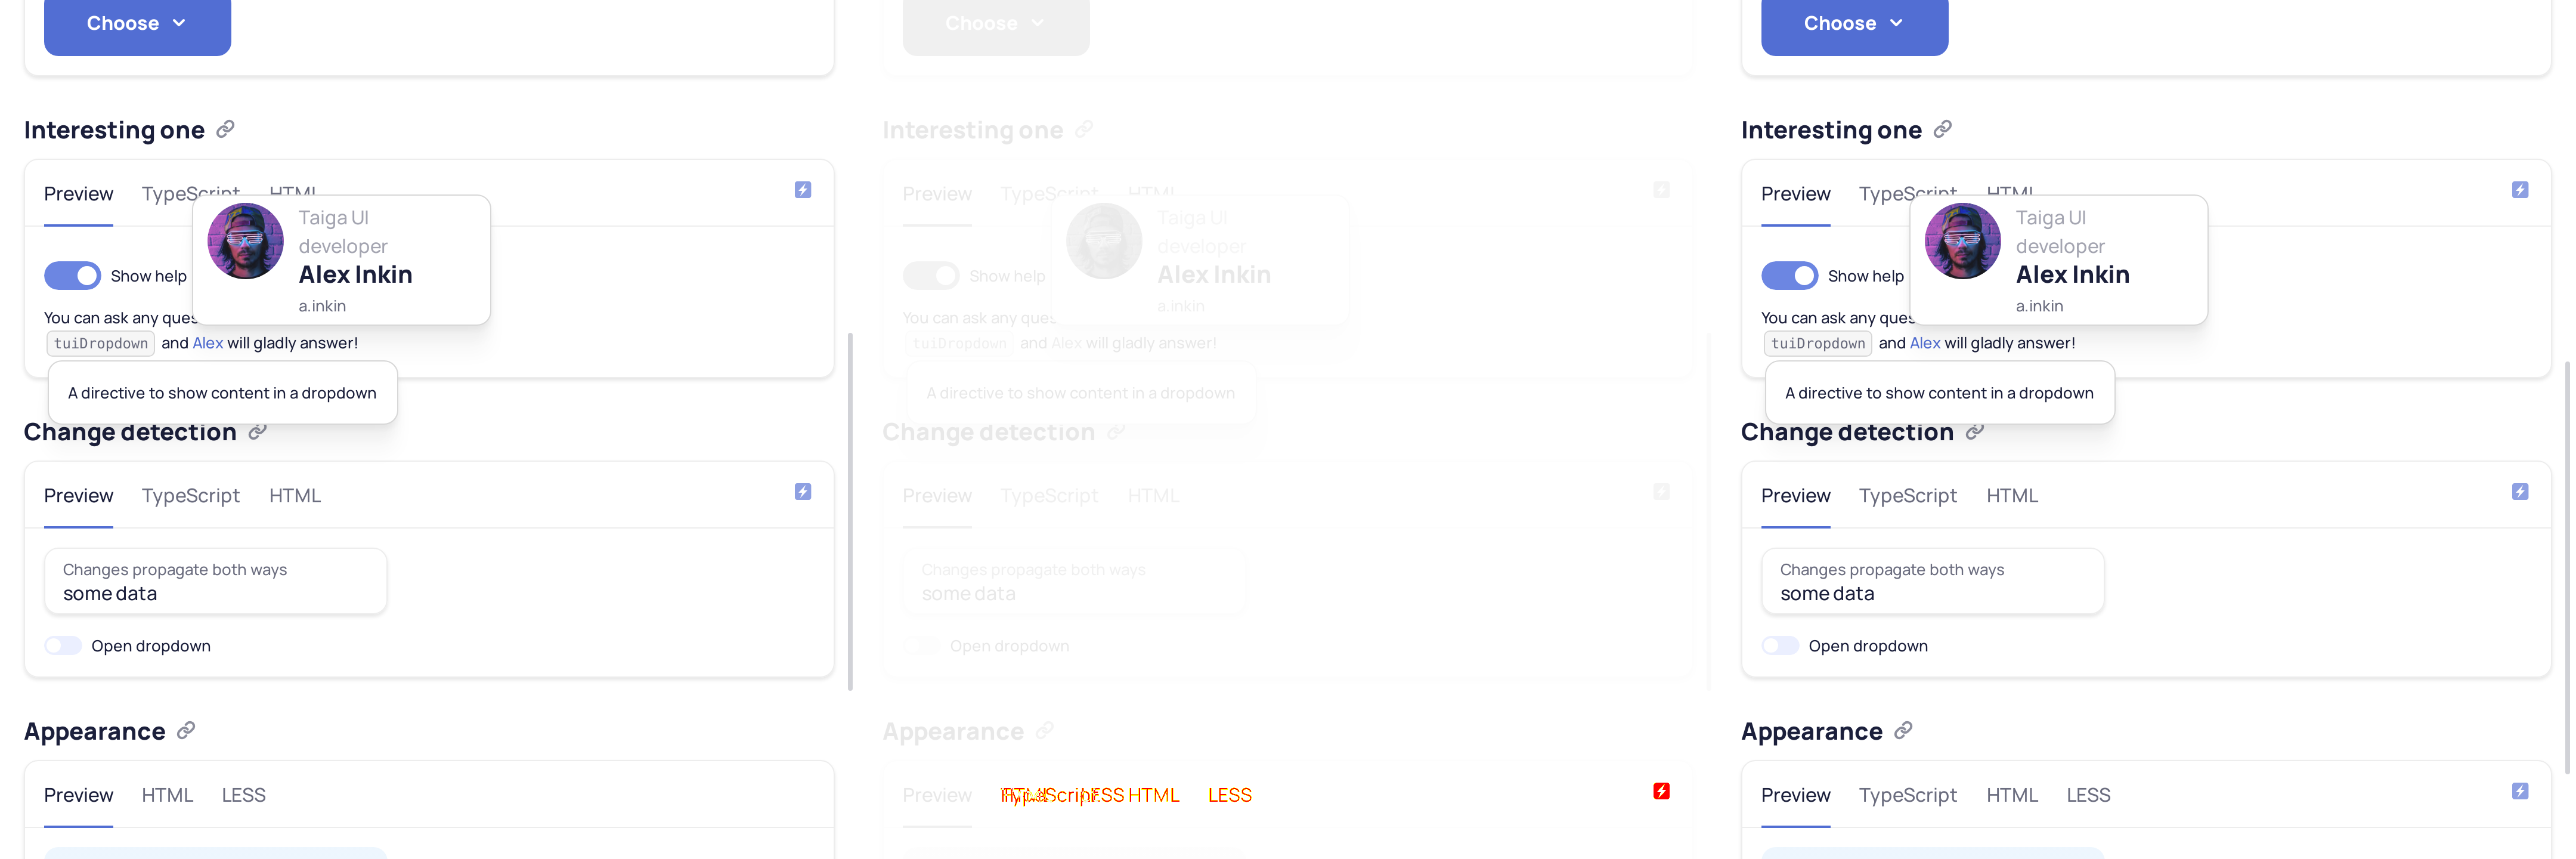 Choose
Interesting one
Preview TypeScript HTML
Taiga UI
developer
Alex Inkin
a.inkin
Show help
You can ask any ques
tuiDropdown and Alex will gladly answer!
A directive to show content in a dropdown
Change detection
Preview TypeScript HTML
Changes propagate both ways
some data
Open dropdown
Appearance
Preview HTML LESS
Choose
Interesting one
Preview TypeScript HTML
Taiga UI
developer
Alex Inkin
a.inkin
Show help
You can ask any ques
tuiDropdown and Alex will gladly answer!
A directive to show content in a dropdown
Change detection
Preview TypeScript HTML
Changes propagate both ways
some data
Open dropdown
Appearance
Preview HTML LESS
Choose
Interesting one
Preview TypeScript HTML
Taiga UI
developer
Alex Inkin
a.inkin
Show help
You can ask any ques
tuiDropdown and Alex will gladly answer!
A directive to show content in a dropdown
Change detection
Preview TypeScript HTML
Changes propagate both ways
some data
Open dropdown
Appearance
Preview TypeScript HTML LESS